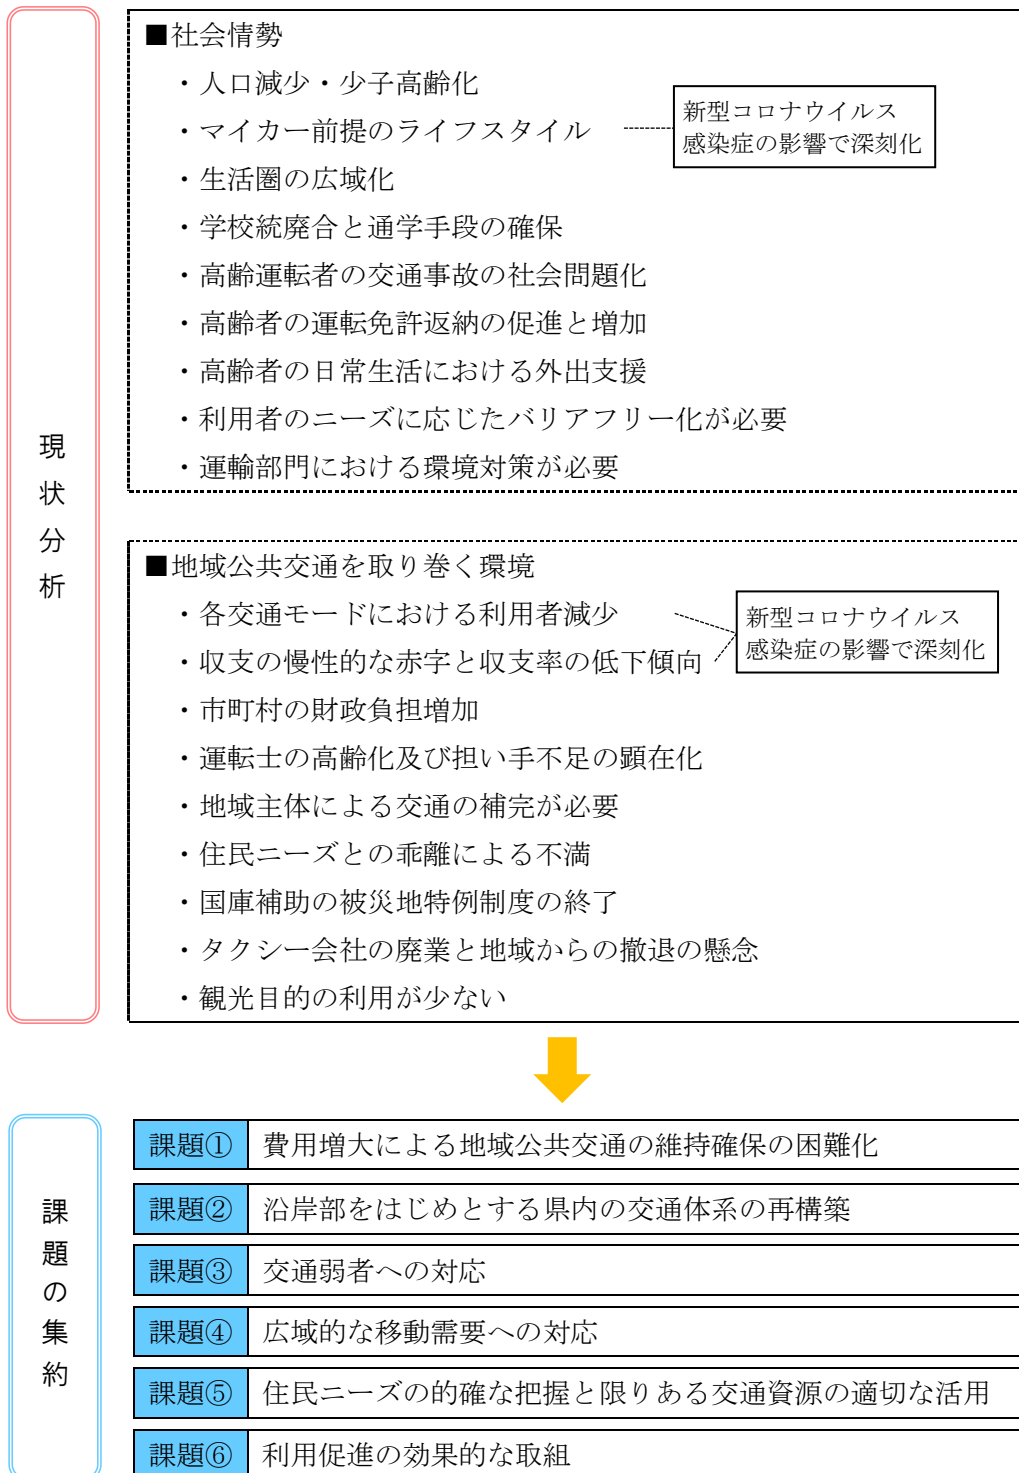 現状分析
■社会情勢
・人口減少・少子高齢化
・マイカー前提のライフスタイル
新型コロナウイルス
感染症の影響で深刻化
・生活圏の広域化
・学校統廃合と通学手段の確保
・高齢運転者の交通事故の社会問題化
・高齢者の運転免許返納の促進と増加
・高齢者の日常生活における外出支援
・利用者のニーズに応じたバリアフリー化が必要
・運輸部門における環境対策が必要
■地域公共交通を取り巻く環境
・各交通モードにおける利用者減少
・収支の慢性的な赤字と収支率の低下傾向
新型コロナウイルス
感染症の影響で深刻化
・市町村の財政負担増加
・運転士の高齢化及び担い手不足の顕在化
・地域主体による交通の補完が必要
・住民ニーズとの乖離による不満
・国庫補助の被災地特例制度の終了
・タクシー会社の廃業と地域からの撤退の懸念
・観光目的の利用が少ない
課題の集約
課題① 費用増大による地域公共交通の維持確保の困難化
課題② 沿岸部をはじめとする県内の交通体系の再構築
課題③ 交通弱者への対応
課題④ 広域的な移動需要への対応
課題⑤ 住民ニーズの的確な把握と限りある交通資源の適切な活用
課題⑥ 利用促進の効果的な取組